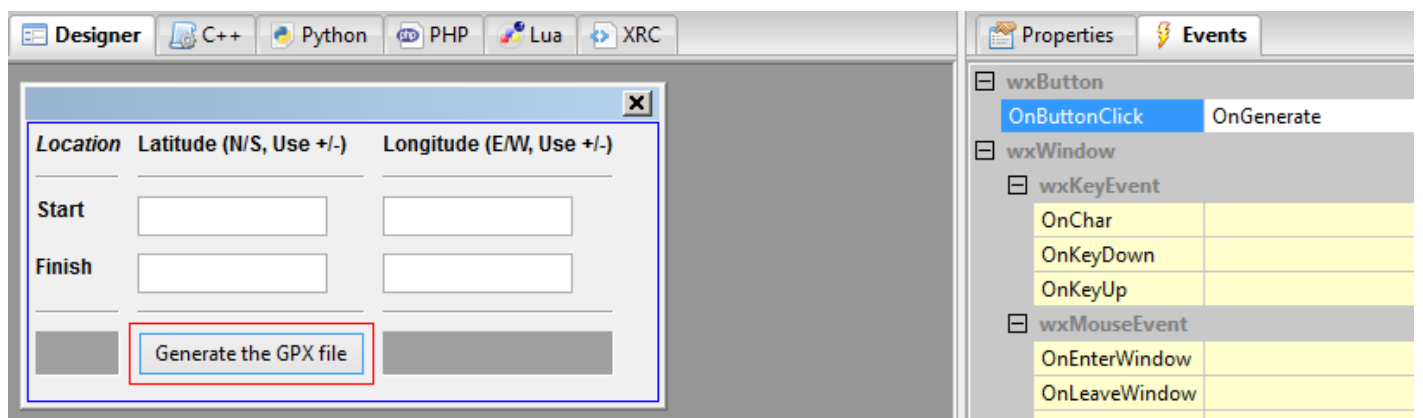 Designer C++ Python PHP Lua XRC
Properties Events
Location Latitude (N/S, Use +/-) Longitude (E/W, Use +/-)
Start
Finish
Generate the GPX file
wxButton
OnButtonClick OnGenerate
wxWindow
wxKeyEvent
OnChar
OnKeyDown
OnKeyUp
wxMouseEvent
OnEnterWindow
OnLeaveWindow